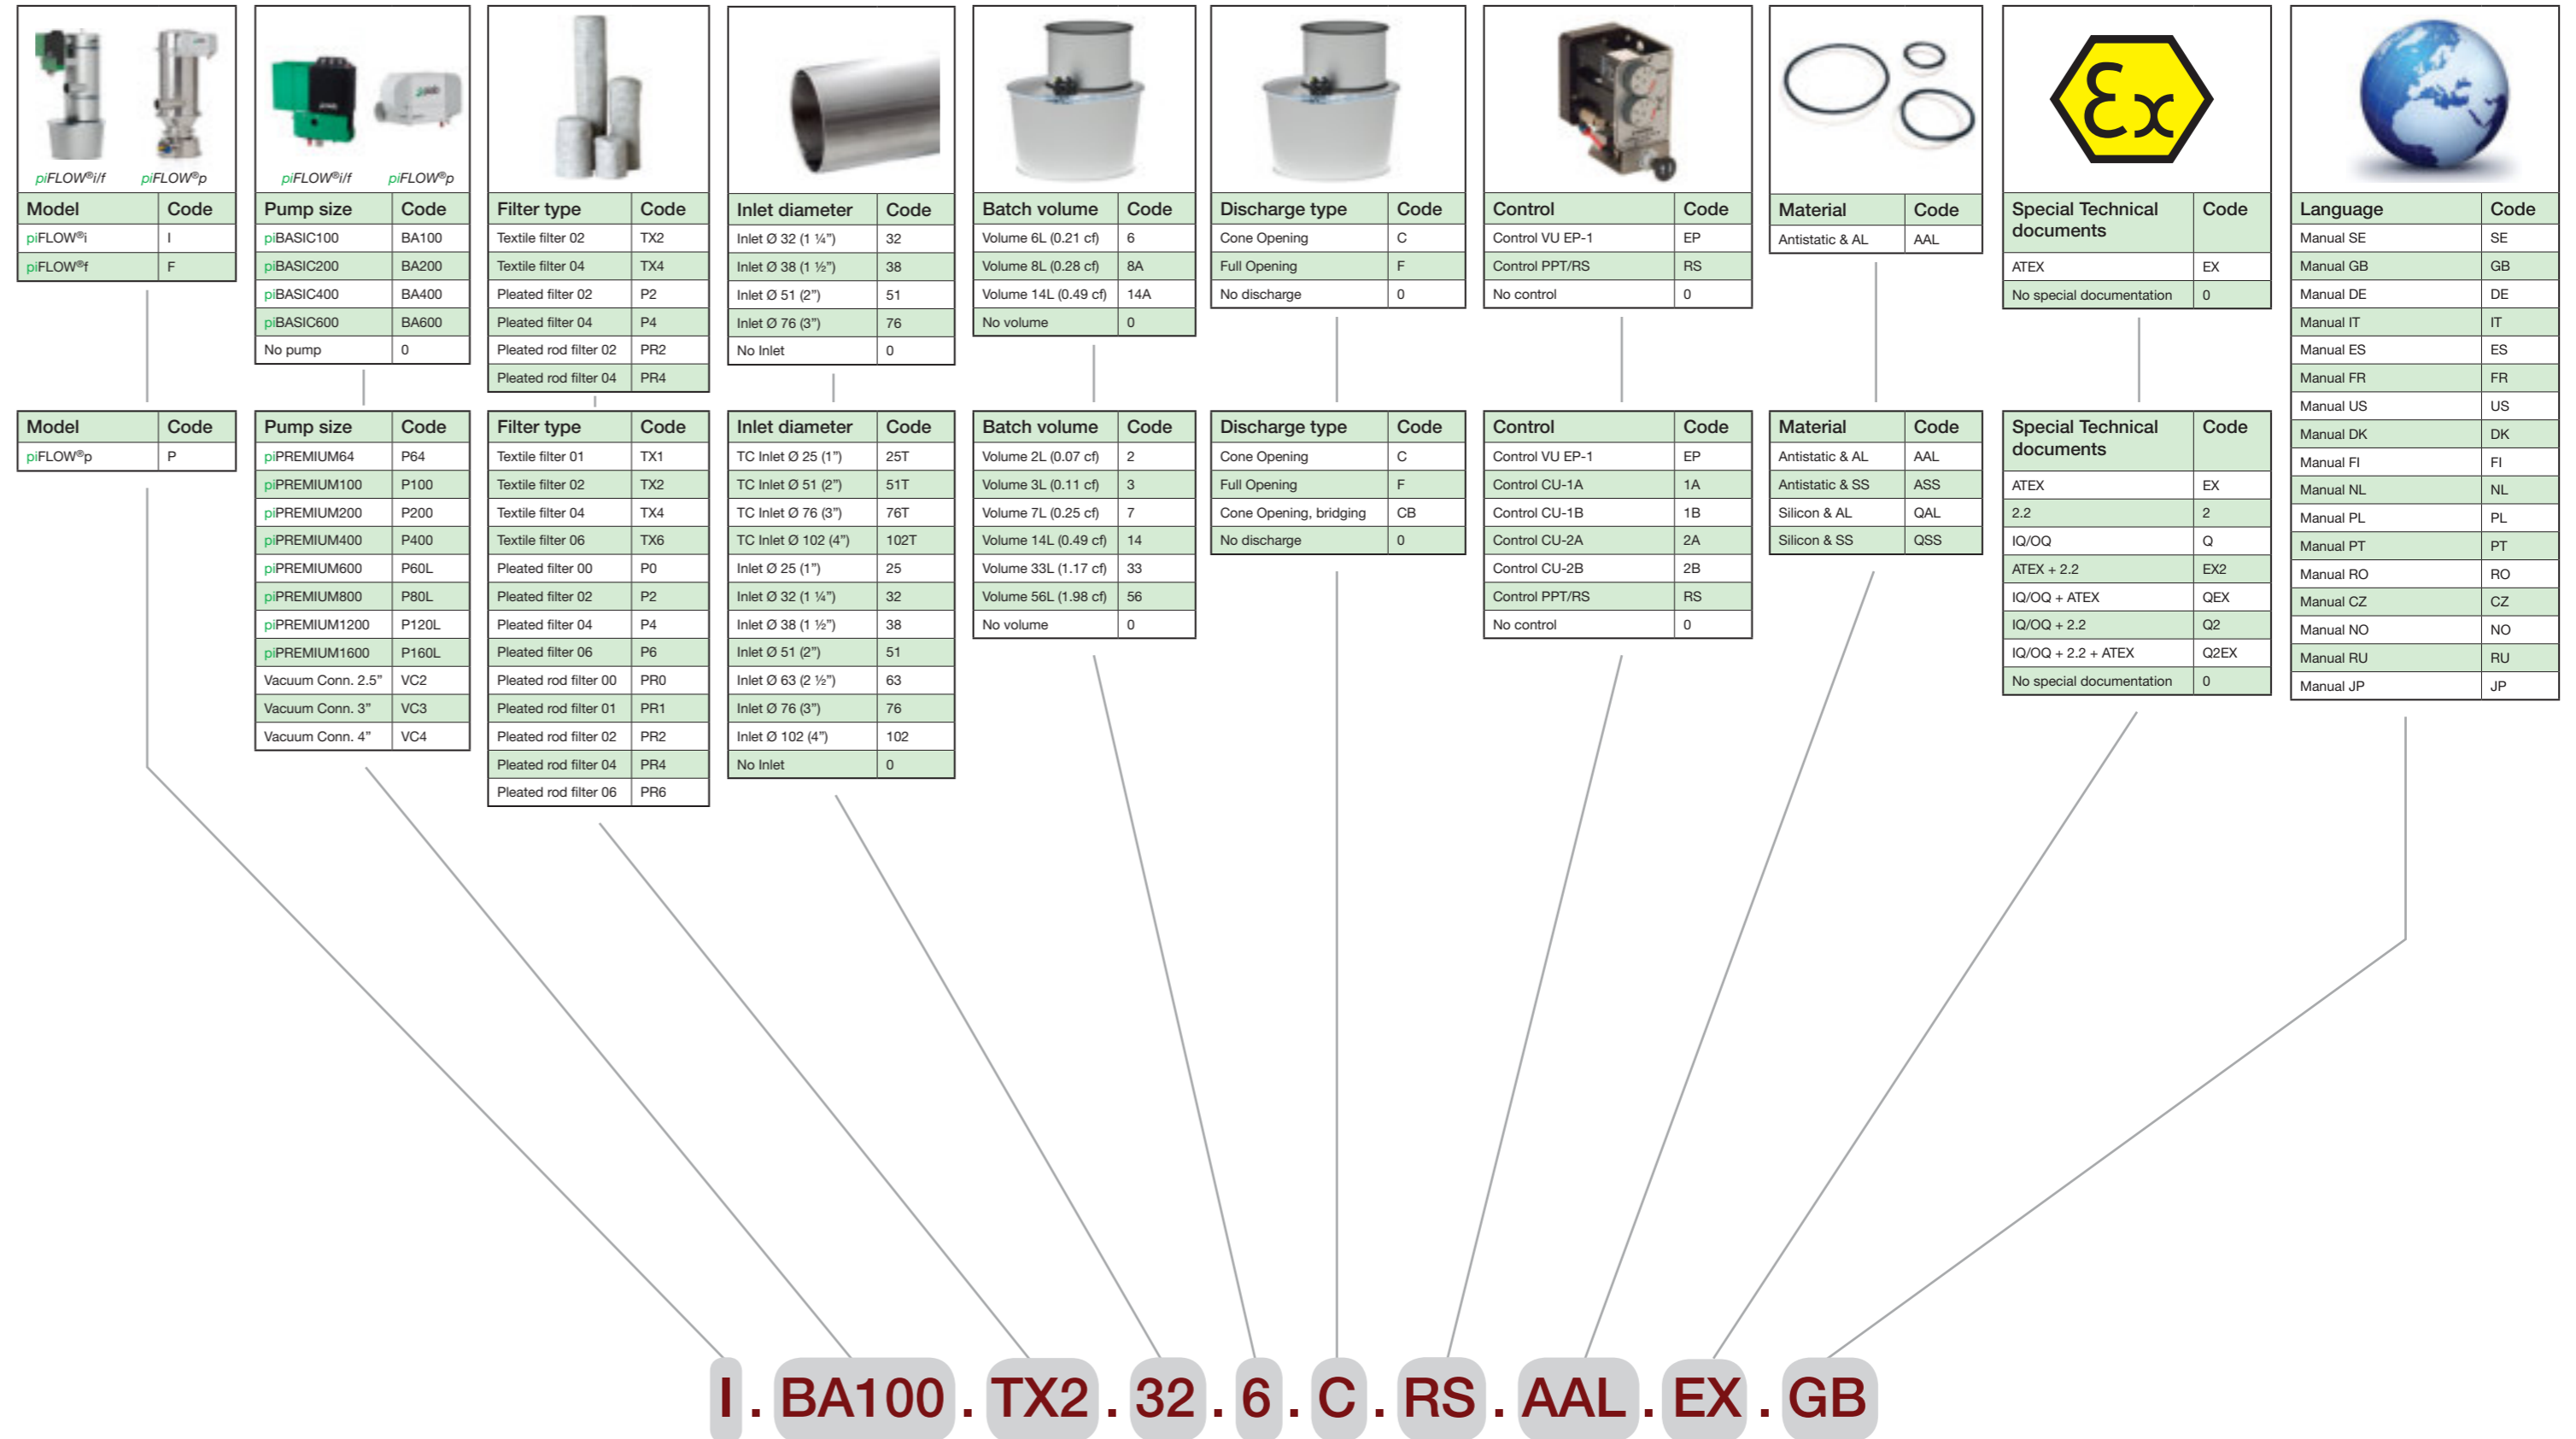 piFLOW®i/f piFLOW®p
Model Code
piFLOW®i I
piFLOW®f F
Model Code
piFLOW®p P
piFLOW®i/f piFLOW®p
Pump size Code
piBASIC100 BA100
piBASIC200 BA200
piBASIC400 BA400
piBASIC600 BA600
No pump 0
Pump size Code
piPREMIUM64 P64
piPREMIUM100 P100
piPREMIUM200 P200
piPREMIUM400 P400
piPREMIUM600 P60L
piPREMIUM800 P80L
piPREMIUM1200 P120L
piPREMIUM1600 P160L
Vacuum Conn. 2.5” VC2
Vacuum Conn. 3” VC3
Vacuum Conn. 4” VC4
Filter type Code
Textile filter 02 TX2
Textile filter 04 TX4
Pleated filter 02 P2
Pleated filter 04 P4
Pleated rod filter 02 PR2
Pleated rod filter 04 PR4
Filter type Code
Textile filter 01 TX1
Textile filter 02 TX2
Textile filter 04 TX4
Textile filter 06 TX6
Pleated filter 00 P0
Pleated filter 02 P2
Pleated filter 04 P4
Pleated filter 06 P6
Pleated rod filter 00 PR0
Pleated rod filter 01 PR1
Pleated rod filter 02 PR2
Pleated rod filter 04 PR4
Pleated rod filter 06 PR6
Inlet diameter Code
Inlet Ø 32 (1 ¼”) 32
Inlet Ø 38 (1 ½”) 38
Inlet Ø 51 (2”) 51
Inlet Ø 76 (3”) 76
No Inlet 0
Inlet diameter Code
TC Inlet Ø 25 (1”) 25T
TC Inlet Ø 51 (2”) 51T
TC Inlet Ø 76 (3”) 76T
TC Inlet Ø 102 (4”) 102T
Inlet Ø 25 (1”) 25
Inlet Ø 32 (1 ¼”) 32
Inlet Ø 38 (1 ½”) 38
Inlet Ø 51 (2”) 51
Inlet Ø 63 (2 ½”) 63
Inlet Ø 76 (3”) 76
Inlet Ø 102 (4”) 102
No Inlet 0
Batch volume Code
Volume 6L (0.21 cf) 6
Volume 8L (0.28 cf) 8A
Volume 14L (0.49 cf) 14A
No volume 0
Batch volume Code
Volume 2L (0.07 cf) 2
Volume 3L (0.11 cf) 3
Volume 7L (0.25 cf) 7
Volume 14L (0.49 cf) 14
Volume 33L (1.17 cf) 33
Volume 56L (1.98 cf) 56
No volume 0
Discharge type Code
Cone Opening C
Full Opening F
No discharge 0
Discharge type Code
Cone Opening C
Full Opening F
Cone Opening, bridging CB
No discharge 0
Control Code
Control VU EP-1 EP
Control PPT/RS RS
No control 0
Control Code
Control VU EP-1 EP
Control CU-1A 1A
Control CU-1B 1B
Control CU-2A 2A
Control CU-2B 2B
Control PPT/RS RS
No control 0
Material Code
Antistatic & AL AAL
Material Code
Antistatic & AL AAL
Antistatic & SS ASS
Silicon & AL QAL
Silicon & SS QSS
Ex
Special Technical Code
documents
ATEX EX
No special documentation 0
Special Technical Code
documents
ATEX EX
2.2 2
IQ/OQ Q
ATEX + 2.2 EX2
IQ/OQ + ATEX QEX
IQ/OQ + 2.2 Q2
IQ/OQ + 2.2 + ATEX Q2EX
No special documentation 0
Language Code
Manual SE SE
Manual GB GB
Manual DE DE
Manual IT IT
Manual ES ES
Manual FR FR
Manual US US
Manual DK DK
Manual FI FI
Manual NL NL
Manual PL PL
Manual PT PT
Manual RO RO
Manual CZ CZ
Manual NO NO
Manual RU RU
Manual JP JP
I . BA100 . TX2 . 32 . 6 . C . RS . AAL . EX . GB